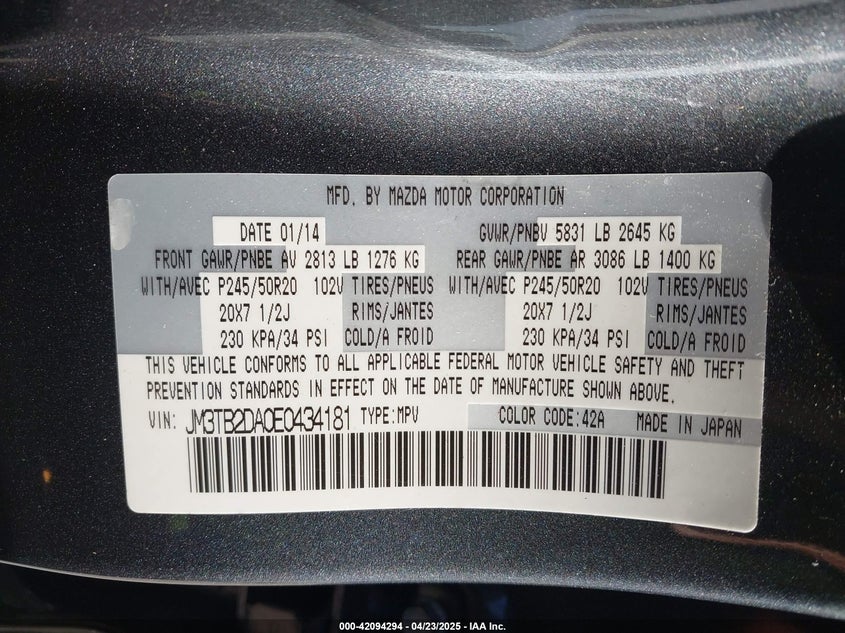 MFD. BY MAZDA MOTOR CORPORATION
DATE 01/14 GVWR/PNBV 5831 LB 2645 KG
FRONT GAWR/PNBE AV 2813 LB 1276 KG REAR GAWR/PNBE AR 3086 LB 1400 KG
WITH/AVEC P245/50R20 102V TIRES/PNEUS WITH/AVEC P245/50R20 102V TIRES/PNEUS
20X7 1/2J RIMS/JANTES 20X7 1/2J RIMS/JANTES
230 KPA/34 PSI COLD/A FROID 230 KPA/34 PSI COLD/A FROID
THIS VEHICLE CONFORMS TO ALL APPLICABLE FEDERAL MOTOR VEHICLE SAFETY AND THEFT
PREVENTION STANDARDS IN EFFECT ON THE DATE OF MANUFACTURE SHOWN ABOVE.
VIN: JM3TB2DA0E0434181 TYPE:MPV COLOR CODE:42A MADE IN JAPAN
000-42094294 - 04/23/2025 - IAA Inc.